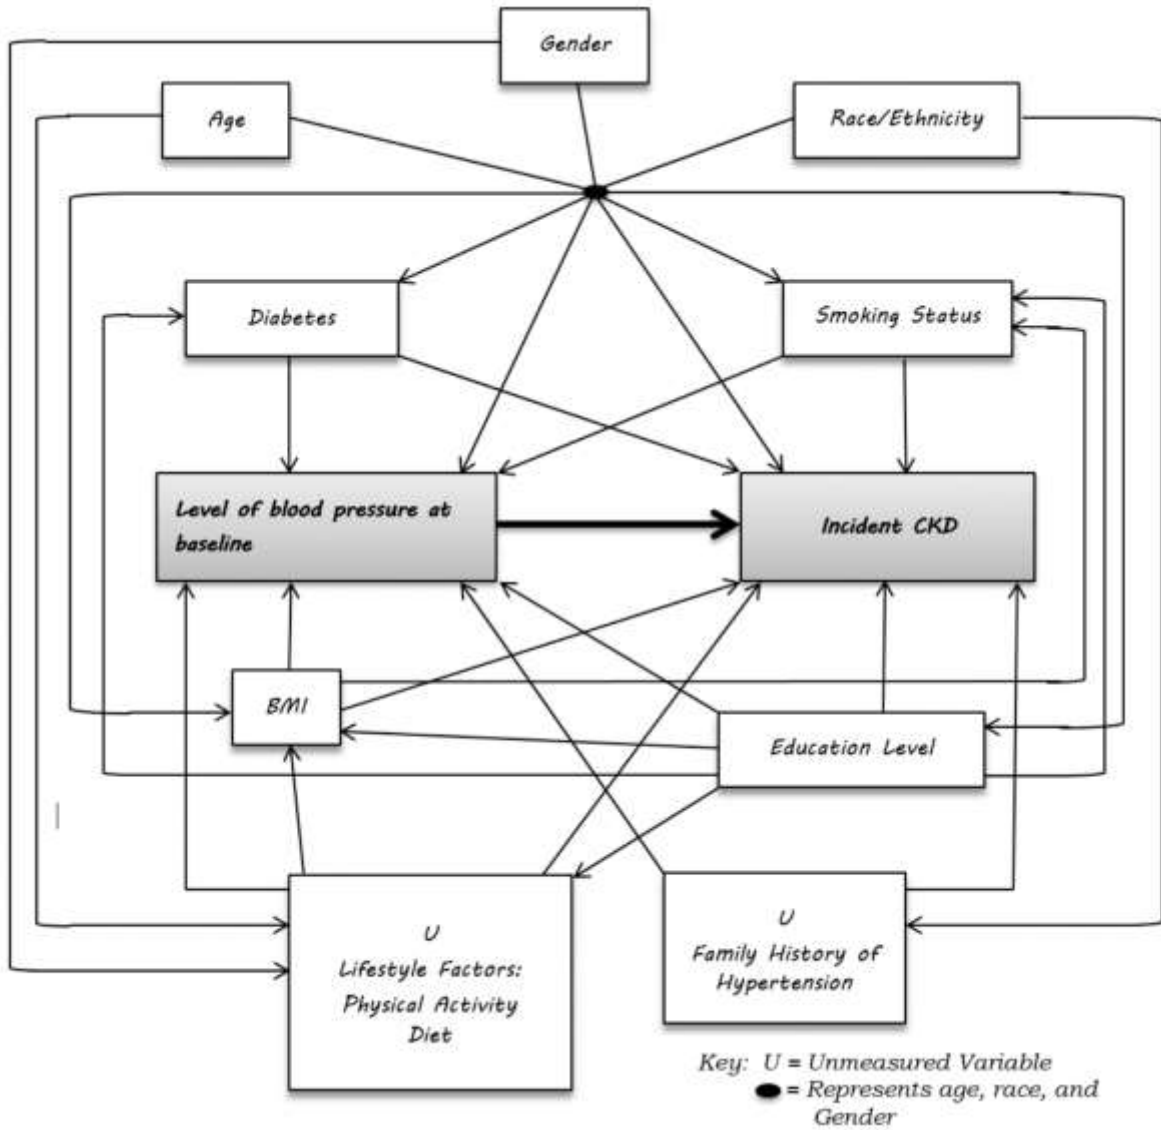 Gender
Age
Race/Ethnicity
Diabetes
Smoking Status
Level of blood pressure at
baseline
Incident CKD
BMI
Education Level
U
Lifestyle Factors:
Physical Activity
Diet
U
Family History of
Hypertension
Key: U = Unmeasured Variable
= Represents age, race, and
Gender